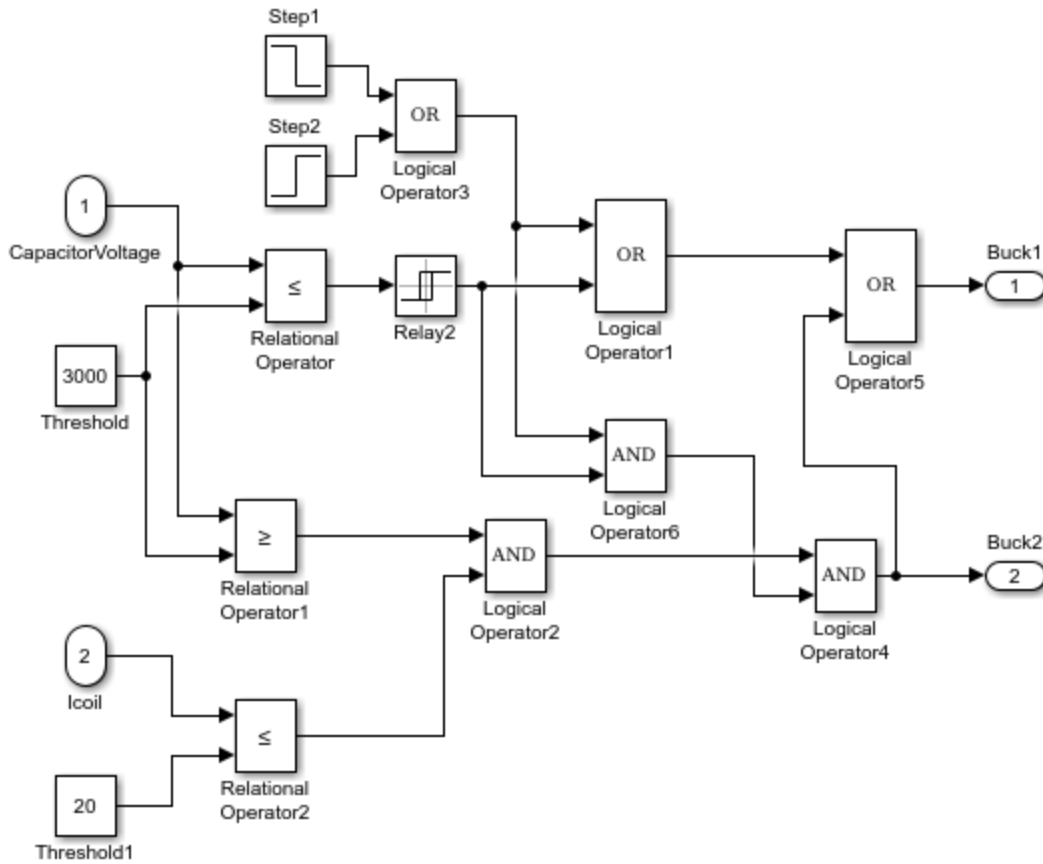 Step1
OR
Step2
Logical
Operator3
1
CapacitorVoltage
≤
Relational
Operator
Relay2
OR
Logical
Operator1
OR
Logical
Operator5
Buck1
1
3000
Threshold
AND
Logical
Operator6
≥
Relational
Operator1
AND
Logical
Operator2
AND
Logical
Operator4
Buck2
2
2
Icoil
≤
Relational
Operator2
20
Threshold1